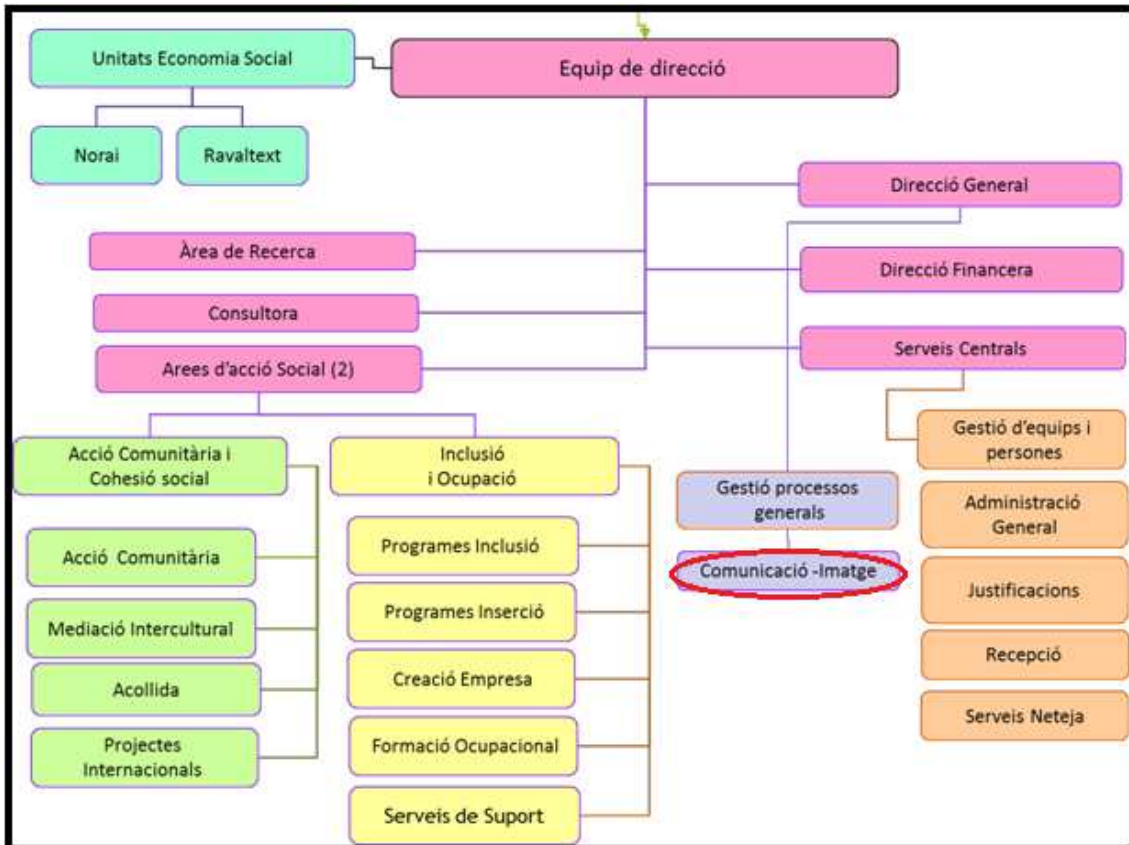 Unitats Economia Social
Equip de direcció
Norai
Ravaltext
Direcció General
Àrea de Recerca
Direcció Financera
Consultora
Serveis Centrals
Arees d'acció Social (2)
Acció Comunitària i
Cohesió social
Inclusió
i Ocupació
Gestió d'equips i
persones
Gestió processos
generals
Administració
General
Acció Comunitària
Programes Inclusió
Comunicació -Imatge
Justificacions
Mediació Intercultural
Programes Inserció
Recepció
Acollida
Creació Empresa
Serveis Neteja
Projectes
Internacionals
Formació Ocupacional
Serveis de Suport